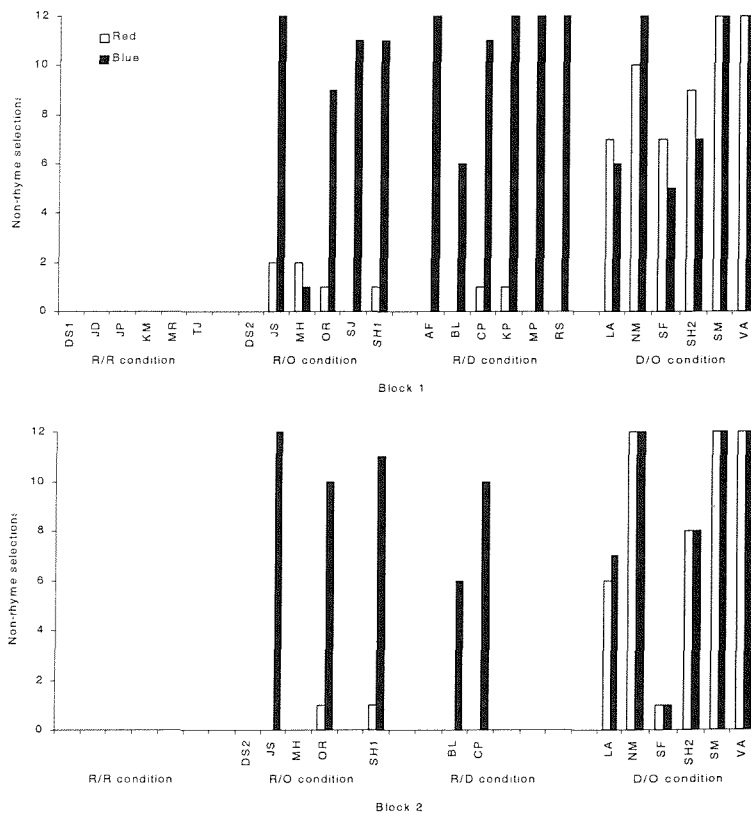 12
Red
Blue
10
8
6
4
2
0
Non-rhyme selections
DS1 JD JP KM MR TJ DS2 JS MH OR SJ SH1 AF BL CP KP MP RS LA NM SF SH2 SM VA
R/R condition R/O condition R/D condition D/O condition
Block 1
12
10
8
6
4
2
0
Non-rhyme selections
DS2 JS MH OR SH1 BL CP LA NM SF SH2 SM VA
R/R condition R/O condition R/D condition D/O condition
Block 2